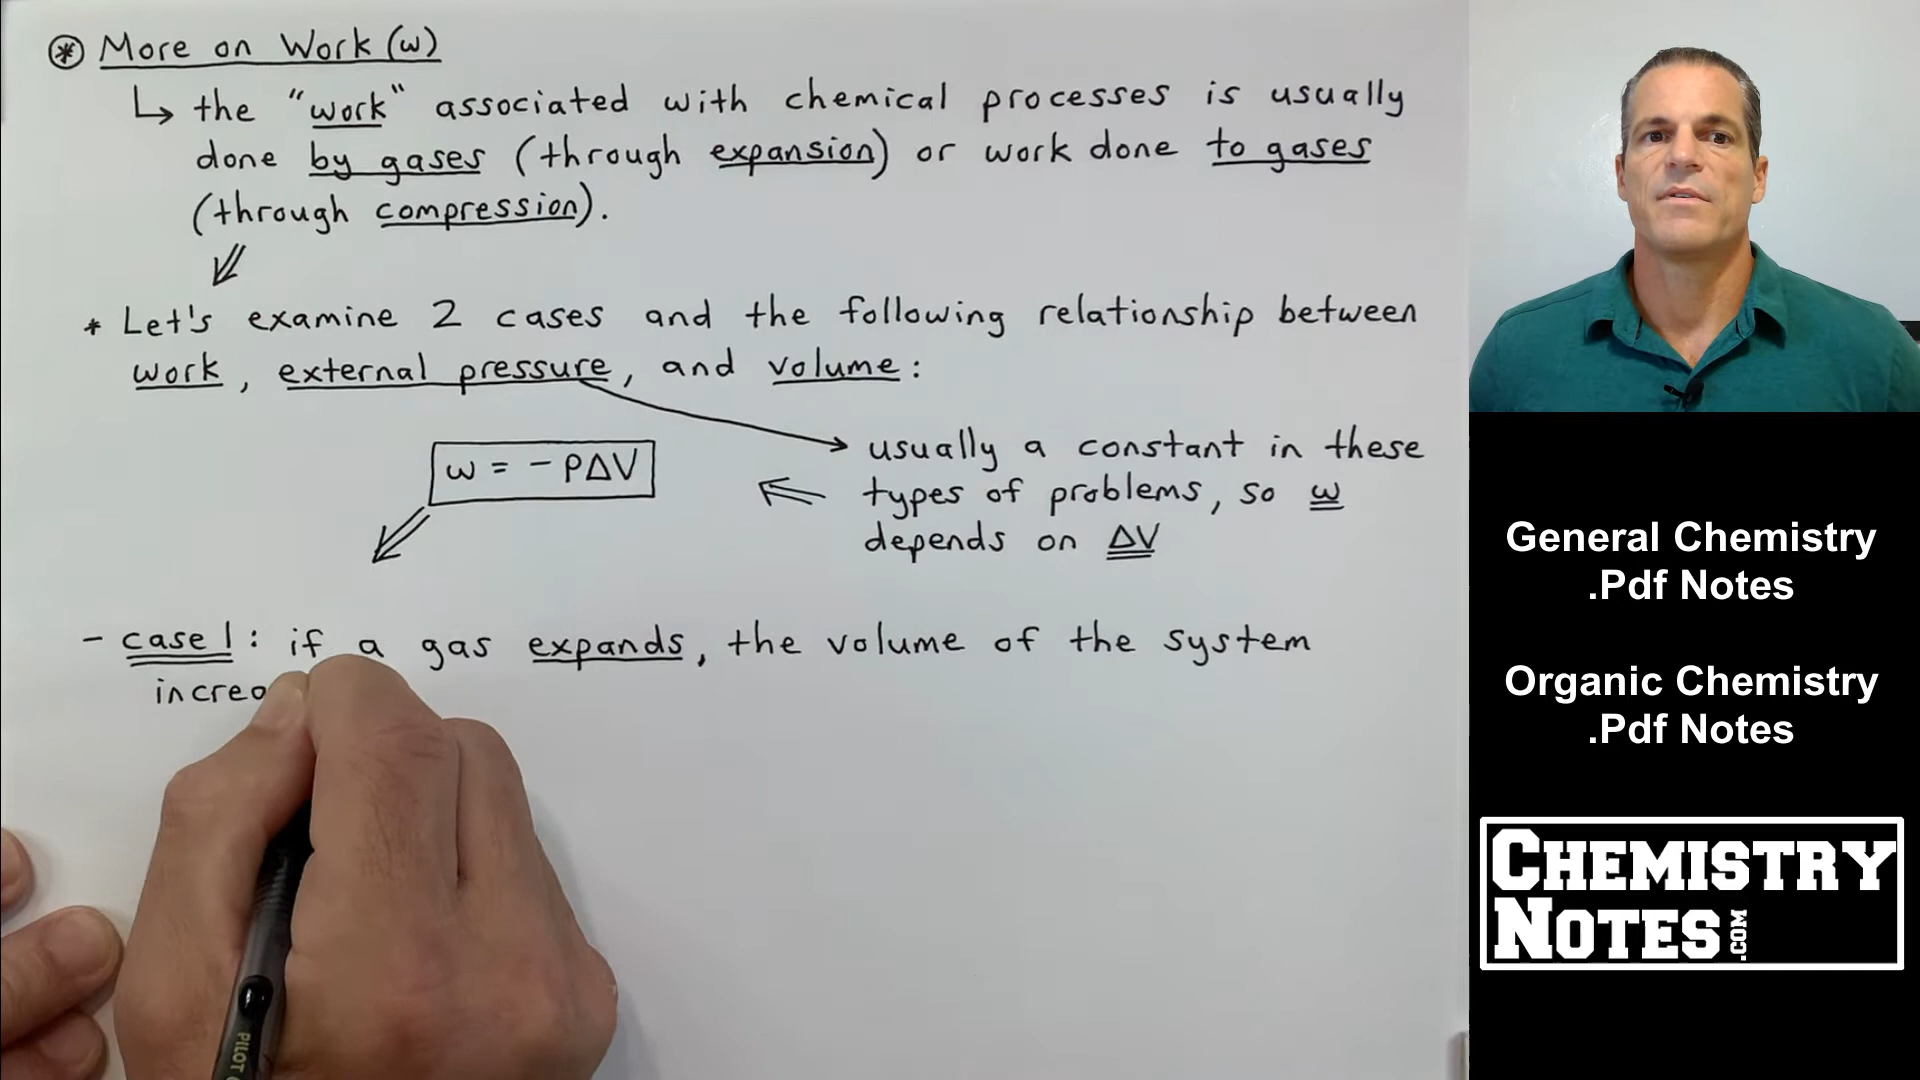 * More on Work (w)
↳ the "work" associated with chemical processes is usually
done by gases (through expansion) or work done to gases
(through compression).
* Let's examine 2 cases and the following relationship between
work, external pressure, and volume:
w = - P∆V
usually a constant in these
types of problems, so w
depends on ∆V
- case 1: if a gas expands, the volume of the system
PILOT
General Chemistry
.Pdf Notes
Organic Chemistry
.Pdf Notes
CHEMISTRY
NOTES.COM